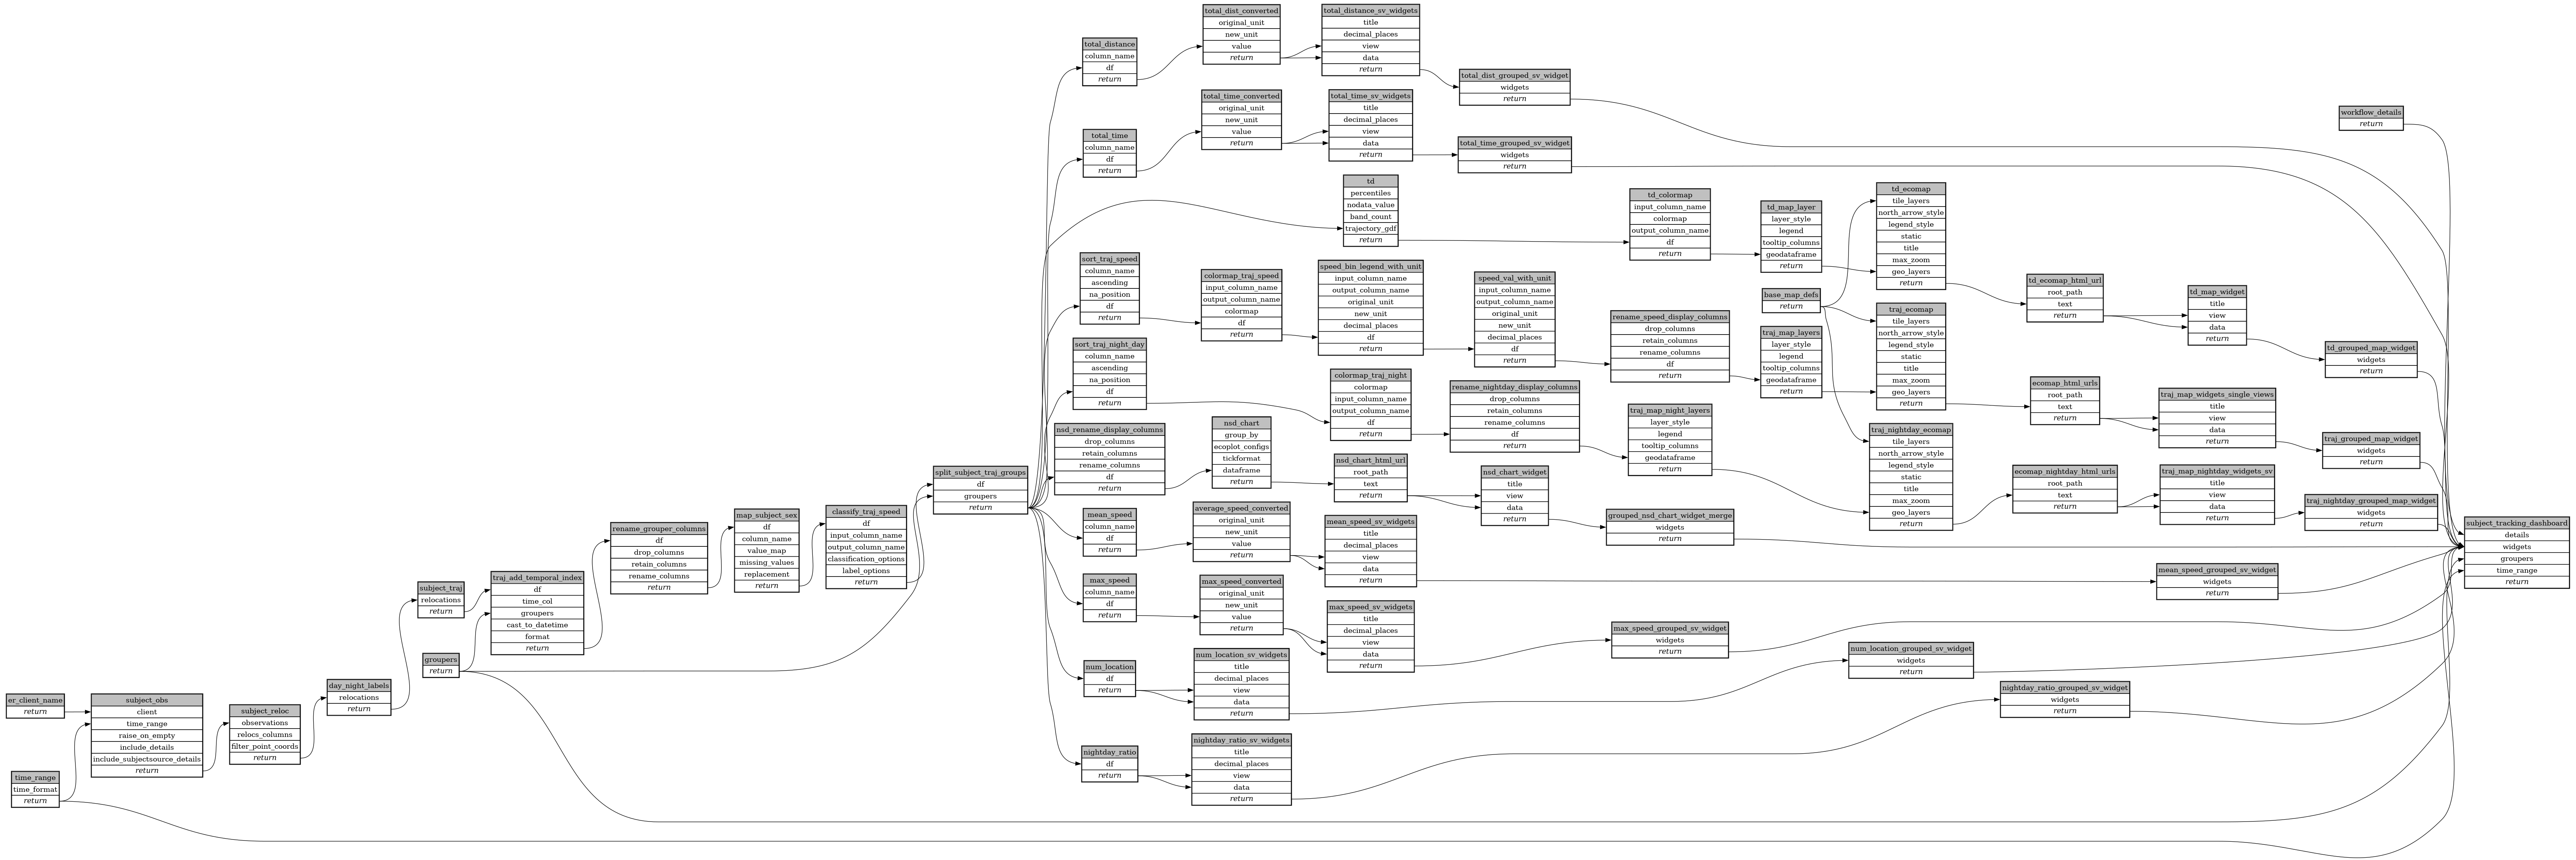 er_client_name
return
time_range
time_format
return
subject_obs
client
time_range
raise_on_empty
include_details
include_subjectsource_details
return
subject_reloc
observations
relocs_columns
filter_point_coords
return
day_night_labels
relocations
return
groupers
return
subject_traj
relocations
return
traj_add_temporal_index
df
time_col
groupers
cast_to_datetime
format
return
rename_grouper_columns
df
drop_columns
retain_columns
rename_columns
return
map_subject_sex
df
column_name
value_map
missing_values
replacement
return
classify_traj_speed
df
input_column_name
output_column_name
classification_options
label_options
return
split_subject_traj_groups
df
groupers
return
total_distance
column_name
df
return
total_time
column_name
df
return
sort_traj_speed
column_name
ascending
na_position
df
return
sort_traj_night_day
column_name
ascending
na_position
df
return
nsd_rename_display_columns
drop_columns
retain_columns
rename_columns
df
return
mean_speed
column_name
df
return
max_speed
column_name
df
return
num_location
df
return
nightday_ratio
df
return
total_dist_converted
original_unit
new_unit
value
return
total_time_converted
original_unit
new_unit
value
return
colormap_traj_speed
input_column_name
output_column_name
colormap
df
return
nsd_chart
group_by
ecoplot_configs
tickformat
dataframe
return
average_speed_converted
original_unit
new_unit
value
return
max_speed_converted
original_unit
new_unit
value
return
num_location_sv_widgets
title
decimal_places
view
data
return
nightday_ratio_sv_widgets
title
decimal_places
view
data
return
total_distance_sv_widgets
title
decimal_places
view
data
return
total_time_sv_widgets
title
decimal_places
view
data
return
td
percentiles
nodata_value
band_count
trajectory_gdf
return
speed_bin_legend_with_unit
input_column_name
output_column_name
original_unit
new_unit
decimal_places
df
return
colormap_traj_night
colormap
input_column_name
output_column_name
df
return
nsd_chart_html_url
root_path
text
return
mean_speed_sv_widgets
title
decimal_places
view
data
return
max_speed_sv_widgets
title
decimal_places
view
data
return
total_dist_grouped_sv_widget
widgets
return
total_time_grouped_sv_widget
widgets
return
speed_val_with_unit
input_column_name
output_column_name
original_unit
new_unit
decimal_places
df
return
rename_nightday_display_columns
drop_columns
retain_columns
rename_columns
df
return
nsd_chart_widget
title
view
data
return
td_colormap
input_column_name
colormap
output_column_name
df
return
rename_speed_display_columns
drop_columns
retain_columns
rename_columns
df
return
traj_map_night_layers
layer_style
legend
tooltip_columns
geodataframe
return
grouped_nsd_chart_widget_merge
widgets
return
max_speed_grouped_sv_widget
widgets
return
td_map_layer
layer_style
legend
tooltip_columns
geodataframe
return
base_map_defs
return
traj_map_layers
layer_style
legend
tooltip_columns
geodataframe
return
td_ecomap
tile_layers
north_arrow_style
legend_style
static
title
max_zoom
geo_layers
return
traj_ecomap
tile_layers
north_arrow_style
legend_style
static
title
max_zoom
geo_layers
return
traj_nightday_ecomap
tile_layers
north_arrow_style
legend_style
static
title
max_zoom
geo_layers
return
num_location_grouped_sv_widget
widgets
return
td_ecomap_html_url
root_path
text
return
ecomap_html_urls
root_path
text
return
ecomap_nightday_html_urls
root_path
text
return
nightday_ratio_grouped_sv_widget
widgets
return
td_map_widget
title
view
data
return
traj_map_widgets_single_views
title
view
data
return
traj_map_nightday_widgets_sv
title
view
data
return
mean_speed_grouped_sv_widget
widgets
return
workflow_details
return
td_grouped_map_widget
widgets
return
traj_grouped_map_widget
widgets
return
traj_nightday_grouped_map_widget
widgets
return
subject_tracking_dashboard
details
widgets
groupers
time_range
return